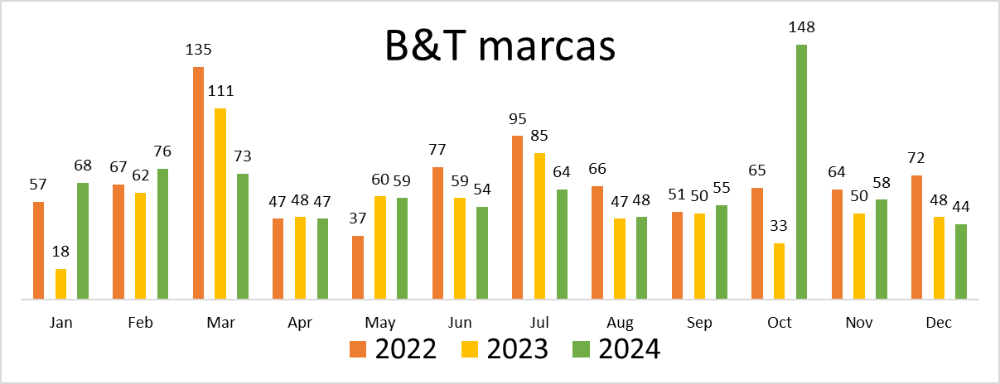 B&T marcas
57 18 68
67 62 76
135 111 73
47 48 47
37 60 59
77 59 54
95 85 64
66 47 48
51 50 55
65 33 148
64 50 58
72 48 44
Jan Feb Mar Apr May Jun Jul Aug Sep Oct Nov Dec
2022 2023 2024